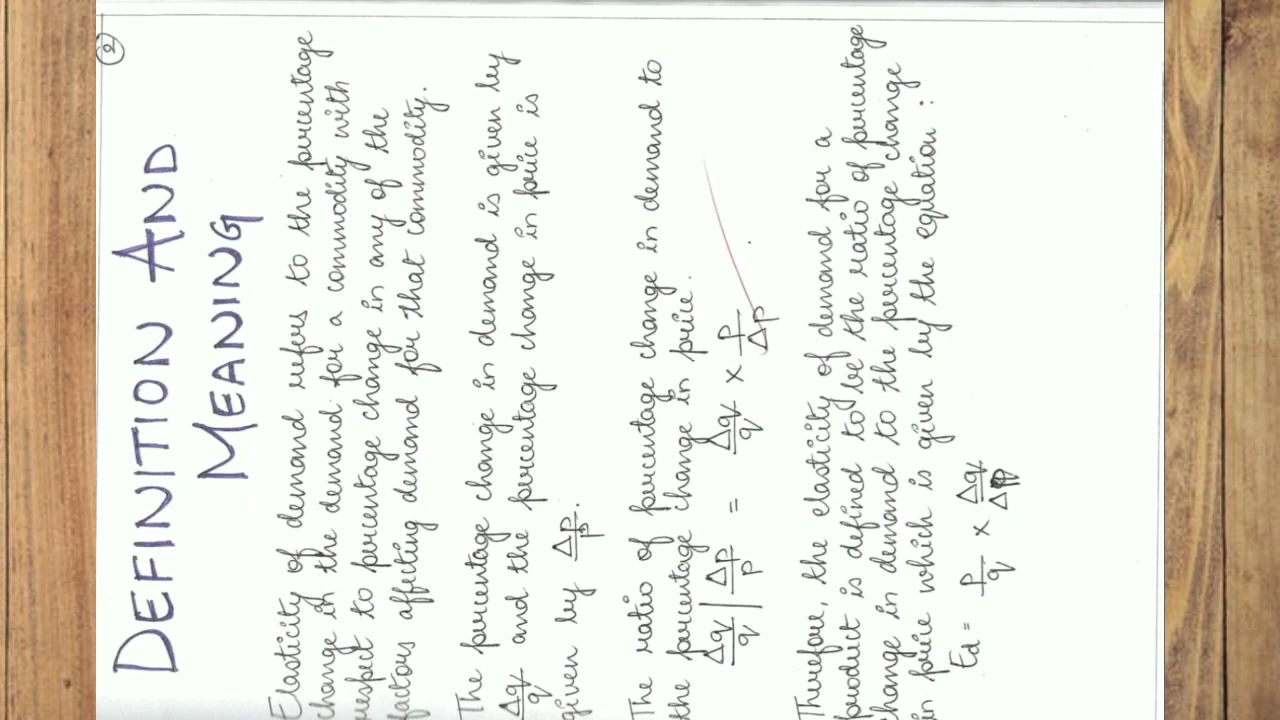 ②
DEFINITION AND
MEANING
Elasticity of demand refers to the percentage
change in the demand for a commodity with
respect to percentage change in any of the
factors affecting demand for that commodity.
The percentage change in demand is given by
Δq/q and the percentage change in price is
given by Δp/p.
The ratio of percentage change in demand to
the percentage change in price.
Δq/q | Δp/p = Δq/q × p/Δp
Therefore, the elasticity of demand for a
product is defined to be the ratio of percentage
change in demand to the percentage change
in price which is given by the equation:
Ed = p/q × Δq/Δp